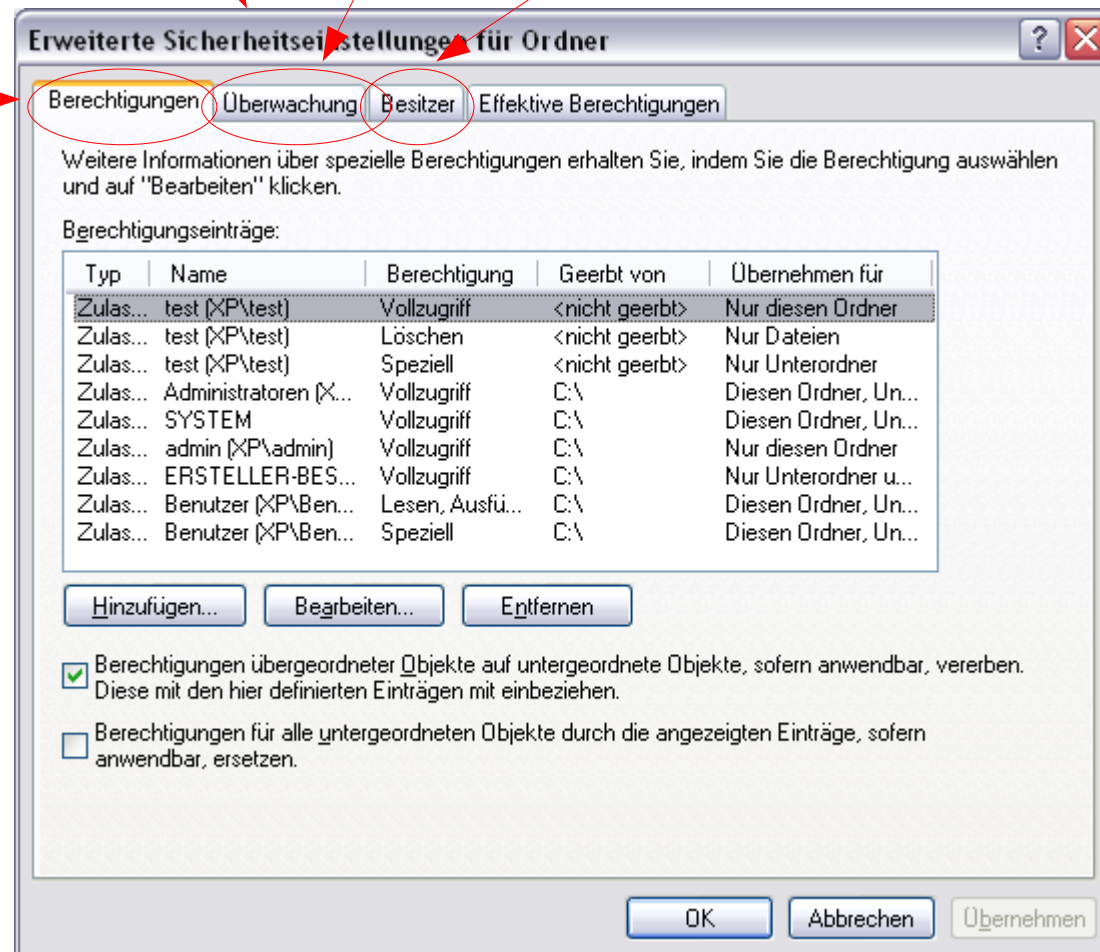 Erweiterte Sicherheitseinstellungen für Ordner
Berechtigungen Überwachung Besitzer Effektive Berechtigungen
Weitere Informationen über spezielle Berechtigungen erhalten Sie, indem Sie die Berechtigung auswählen
und auf "Bearbeiten" klicken.
Berechtigungseinträge:
Typ Name Berechtigung Geerbt von Übernehmen für
Zulas... test (XP\test) Vollzugriff <nicht geerbt> Nur diesen Ordner
Zulas... test (XP\test) Löschen <nicht geerbt> Nur Dateien
Zulas... test (XP\test) Speziell <nicht geerbt> Nur Unterordner
Zulas... Administratoren (X... Vollzugriff C:\ Diesen Ordner, Un...
Zulas... SYSTEM Vollzugriff C:\ Diesen Ordner, Un...
Zulas... admin (XP\admin) Vollzugriff C:\ Nur diesen Ordner
Zulas... ERSTELLER-BES... Vollzugriff C:\ Nur Unterordner u...
Zulas... Benutzer (XP\Ben... Lesen, Ausfü... C:\ Diesen Ordner, Un...
Zulas... Benutzer (XP\Ben... Speziell C:\ Diesen Ordner, Un...
Hinzufügen... Bearbeiten... Entfernen
Berechtigungen übergeordneter Objekte auf untergeordnete Objekte, sofern anwendbar, vererben.
Diese mit den hier definierten Einträgen mit einbeziehen.
Berechtigungen für alle untergeordneten Objekte durch die angezeigten Einträge, sofern
anwendbar, ersetzen.
OK Abbrechen Übernehmen